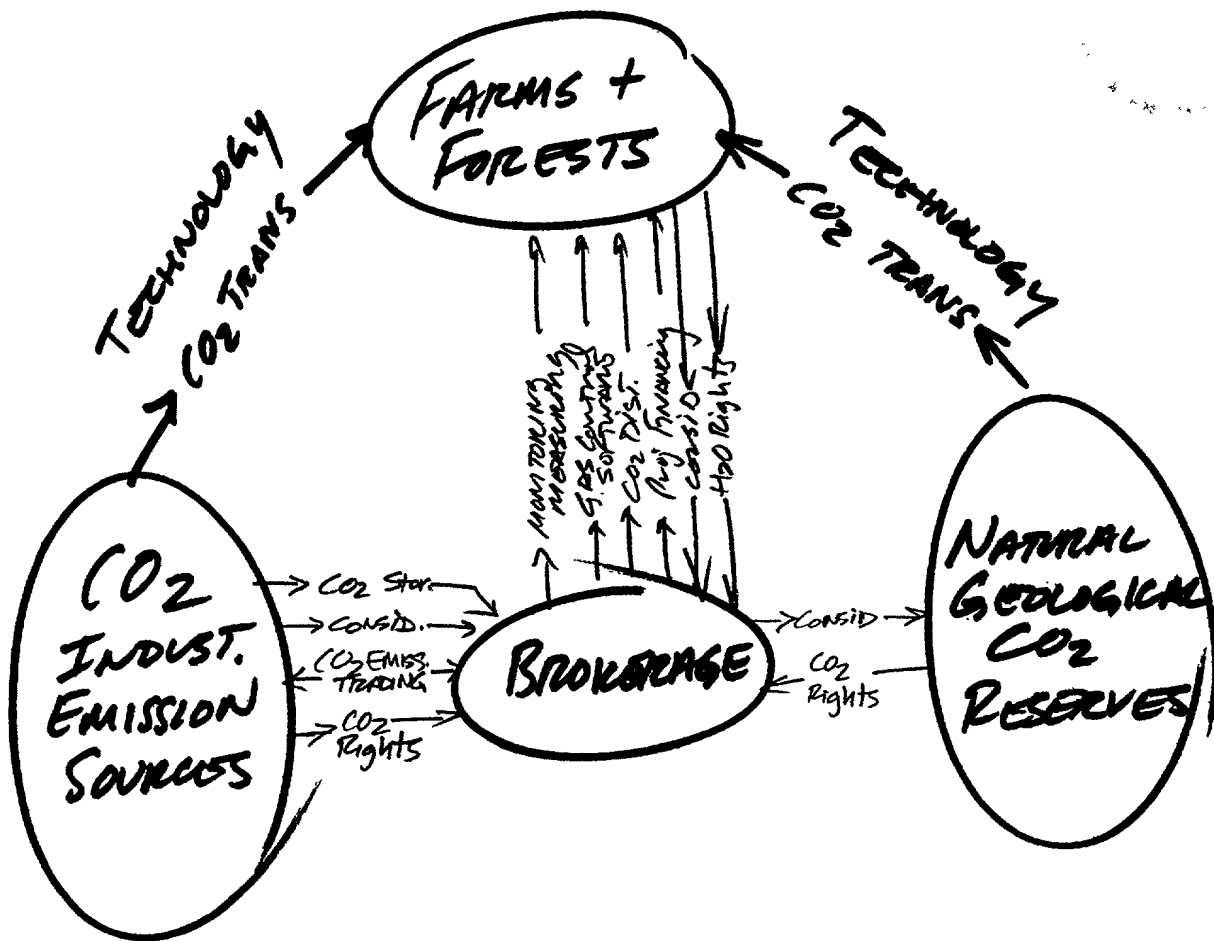 FARMS +
FORESTS
TECHNOLOGY
CO2 TRANS
TECHNOLOGY
CO2 TRANS
MONITORING
MEASURING
GAS CONTROL
SOFTWARE
CO2 DIST.
Proj FINANCING
CONSID
H2O Rights
CO2
INDUST.
EMISSION
SOURCES
CO2 Stor.
CONSID.
CO2 EMISS.
TRADING
CO2
Rights
BROKERAGE
CONSID
CO2
Rights
NATURAL
GEOLOGICAL
CO2
RESERVES